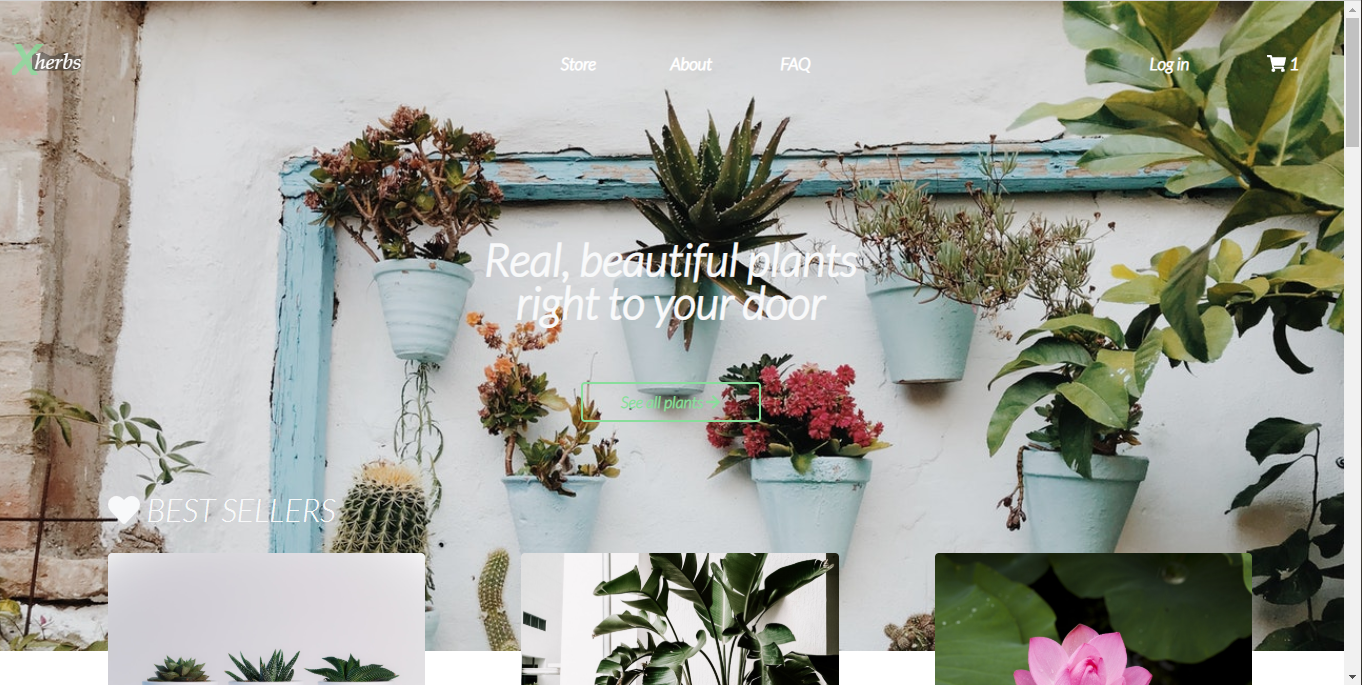 Xherbs
Store
About
FAQ
Log in
1
Real, beautiful plants
right to your door
See all plants →
BEST SELLERS